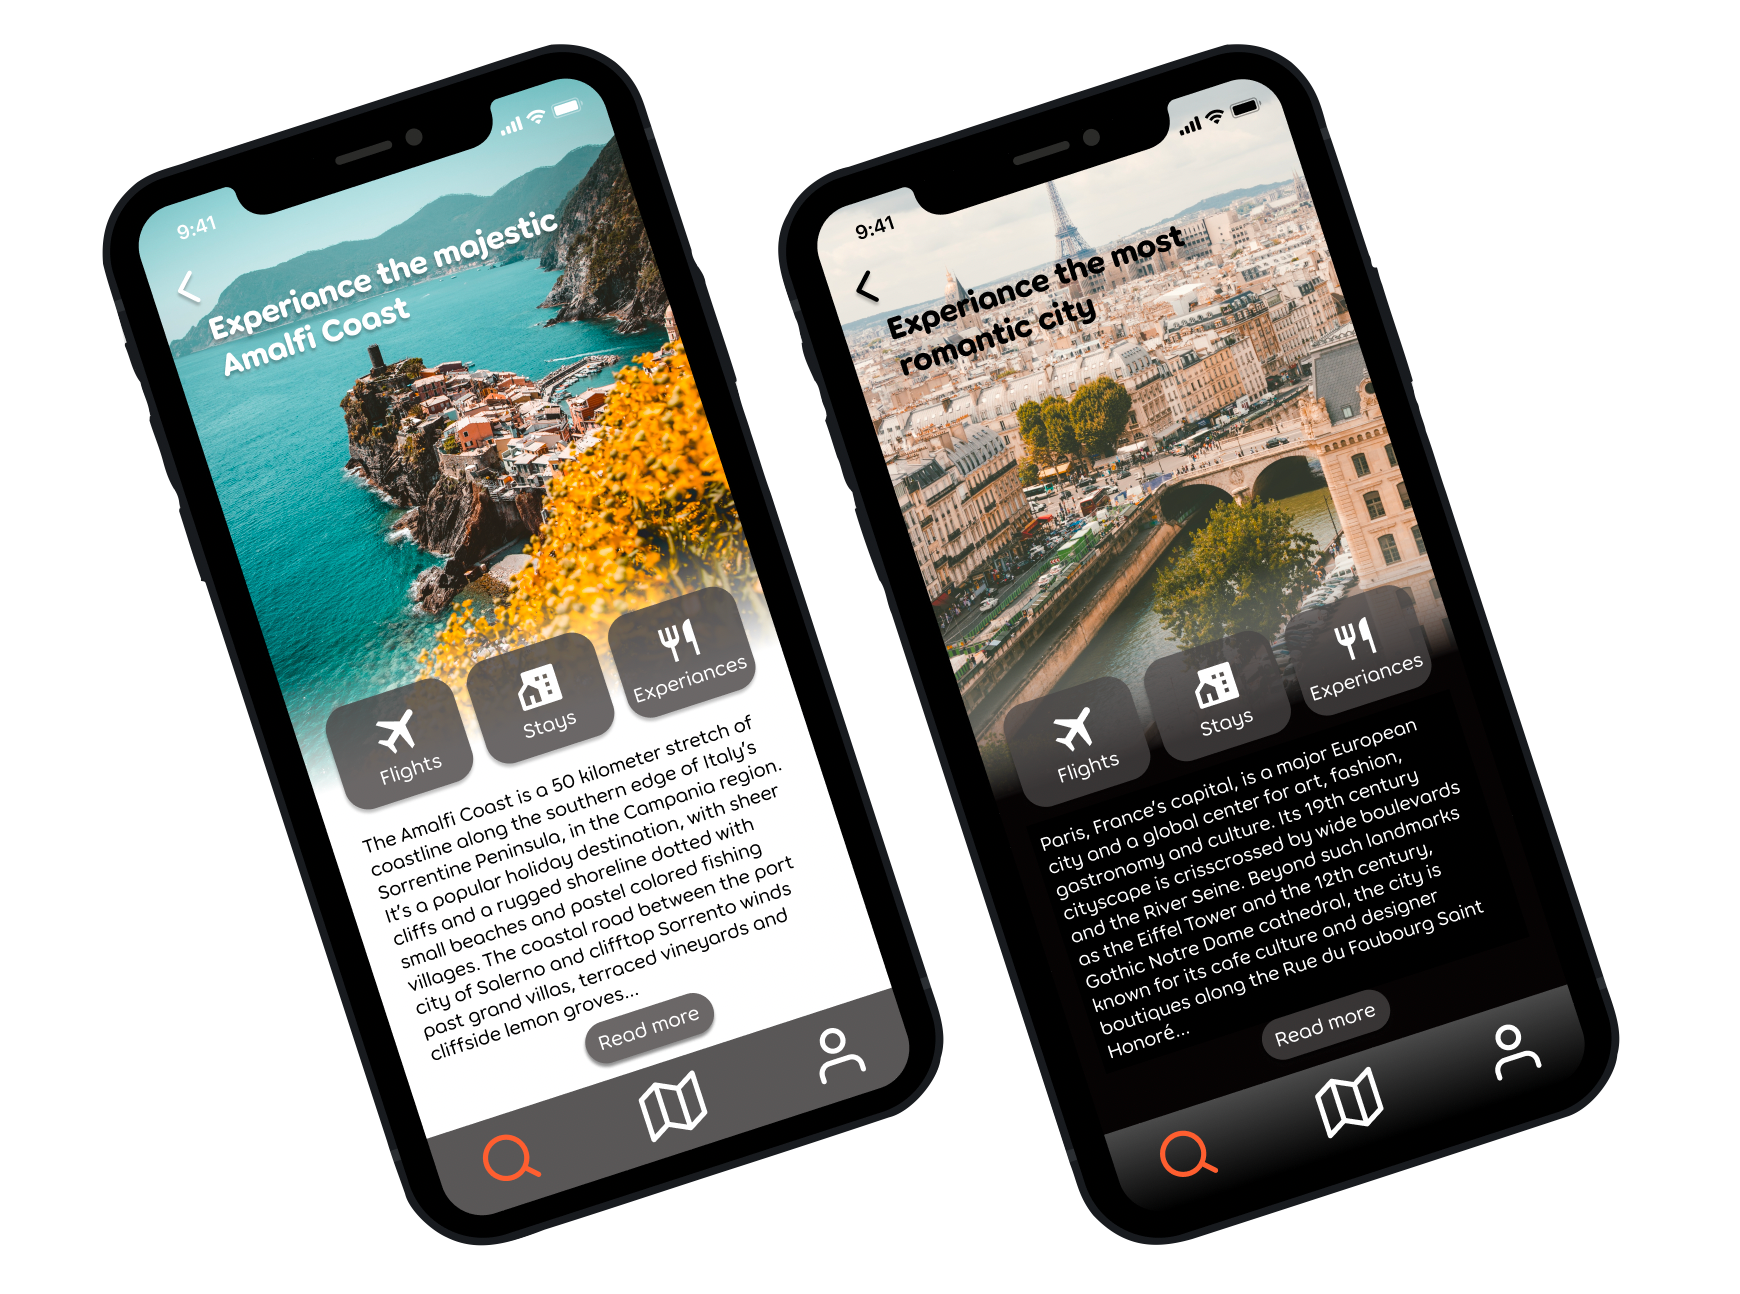 9:41
Experiance the majestic
Amalfi Coast
Flights
Stays
Experiances
The Amalfi Coast is a 50 kilometer stretch of
coastline along the southern edge of Italy's
Sorrentine Peninsula, in the Campania region.
It's a popular holiday destination, with sheer
cliffs and a rugged shoreline dotted with
small beaches and pastel colored fishing
villages. The coastal road between the port
city of Salerno and clifftop Sorrento winds
past grand villas, terraced vineyards and
cliffside lemon groves...
Read more
9:41
Experiance the most
romantic city
Flights
Stays
Experiances
Paris, France's capital, is a major European
city and a global center for art, fashion,
gastronomy and culture. Its 19th century
cityscape is crisscrossed by wide boulevards
and the River Seine. Beyond such landmarks
as the Eiffel Tower and the 12th century,
Gothic Notre Dame cathedral, the city is
known for its cafe culture and designer
boutiques along the Rue du Faubourg Saint
Honoré...
Read more